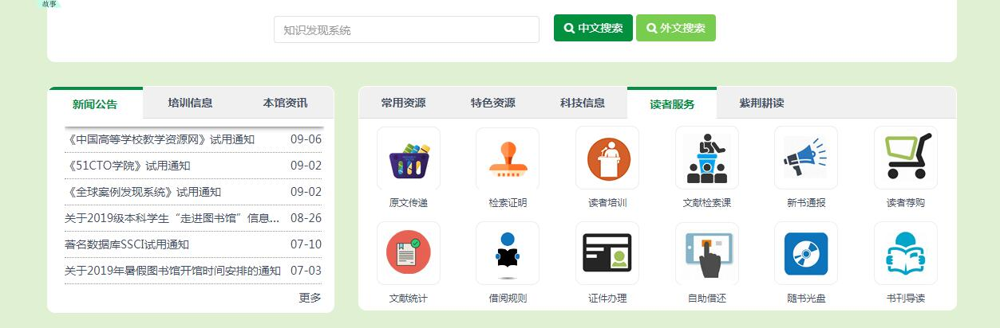 故事
知识发现系统
中文搜索
外文搜索
新闻公告
培训信息
本馆资讯
《中国高等学校教学资源网》试用通知 09-06
《51CTO学院》试用通知 09-02
《全球案例发现系统》试用通知 09-02
关于2019级本科学生“走进图书馆”信息... 08-26
著名数据库SSCI试用通知 07-10
关于2019年暑假图书馆开馆时间安排的通知 07-03
更多
常用资源
特色资源
科技信息
读者服务
紫荆耕读
原文传递
检索证明
读者培训
文献检索课
新书通报
读者荐购
文献统计
借阅规则
证件办理
自助借还
随书光盘
书刊导读